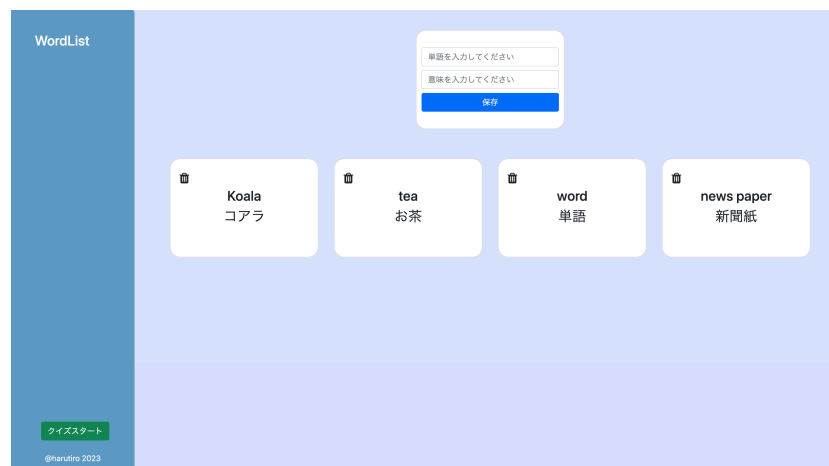 WordList
単語を入力してください
意味を入力してください
保存
Koala
コアラ
tea
お茶
word
単語
news paper
新聞紙
クイズスタート
@harutiro 2023